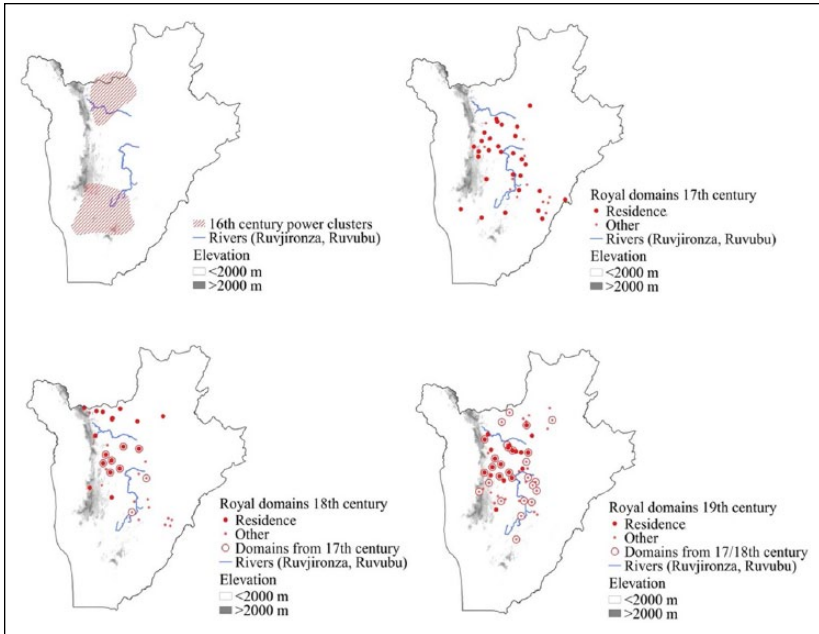 16th century power clusters
Rivers (Ruvjironza, Ruvubu)
Elevation
<2000 m
>2000 m
Royal domains 17th century
Residence
Other
Rivers (Ruvjironza, Ruvubu)
Elevation
<2000 m
>2000 m
Royal domains 18th century
Residence
Other
Domains from 17th century
Rivers (Ruvjironza, Ruvubu)
Elevation
<2000 m
>2000 m
Royal domains 19th century
Residence
Other
Domains from 17/18th century
Rivers (Ruvjironza, Ruvubu)
Elevation
<2000 m
>2000 m